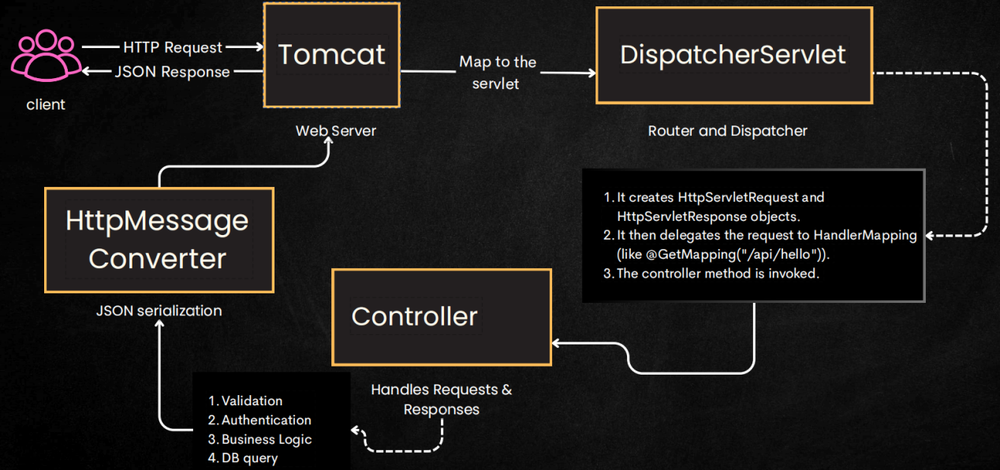 HTTP Request
JSON Response
client
Tomcat
Web Server
Map to the
servlet
DispatcherServlet
Router and Dispatcher
1. It creates HttpServletRequest and
HttpServletResponse objects.
2. It then delegates the request to HandlerMapping
(like @GetMapping("/api/hello")).
3. The controller method is invoked.
Controller
Handles Requests &
Responses
1. Validation
2. Authentication
3. Business Logic
4. DB query
HttpMessage
Converter
JSON serialization